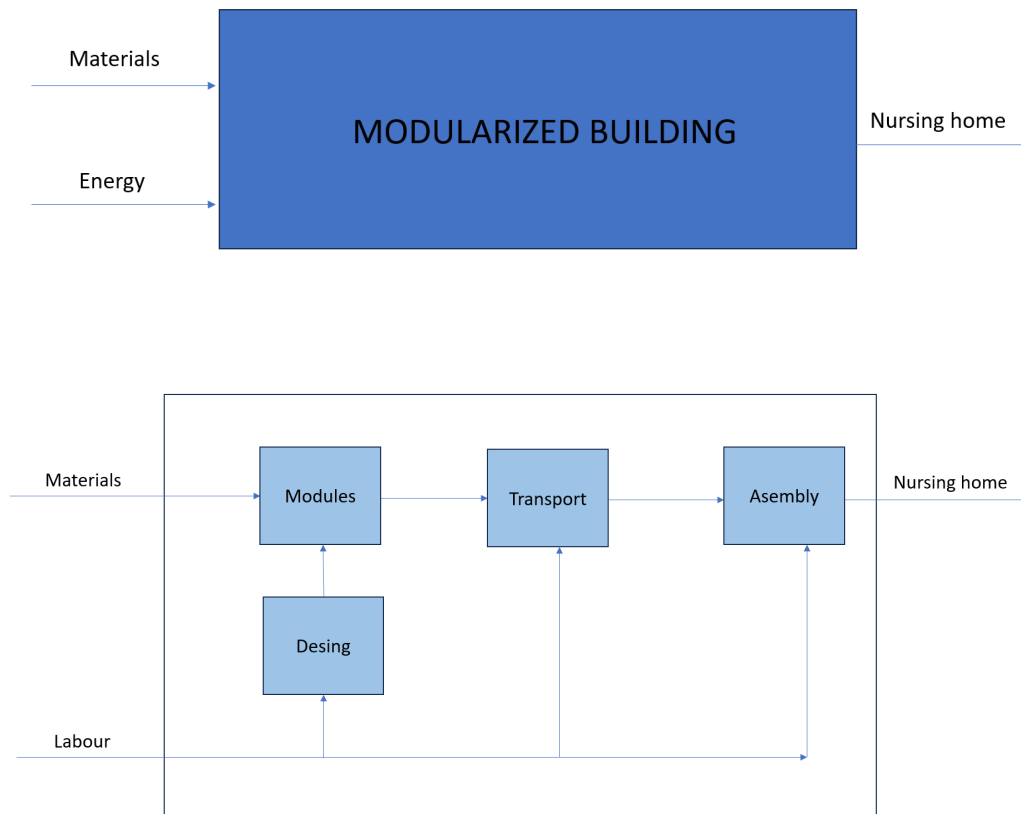 Materials
MODULARIZED BUILDING
Nursing home
Energy
Materials
Modules
Transport
Asembly
Nursing home
Desing
Labour